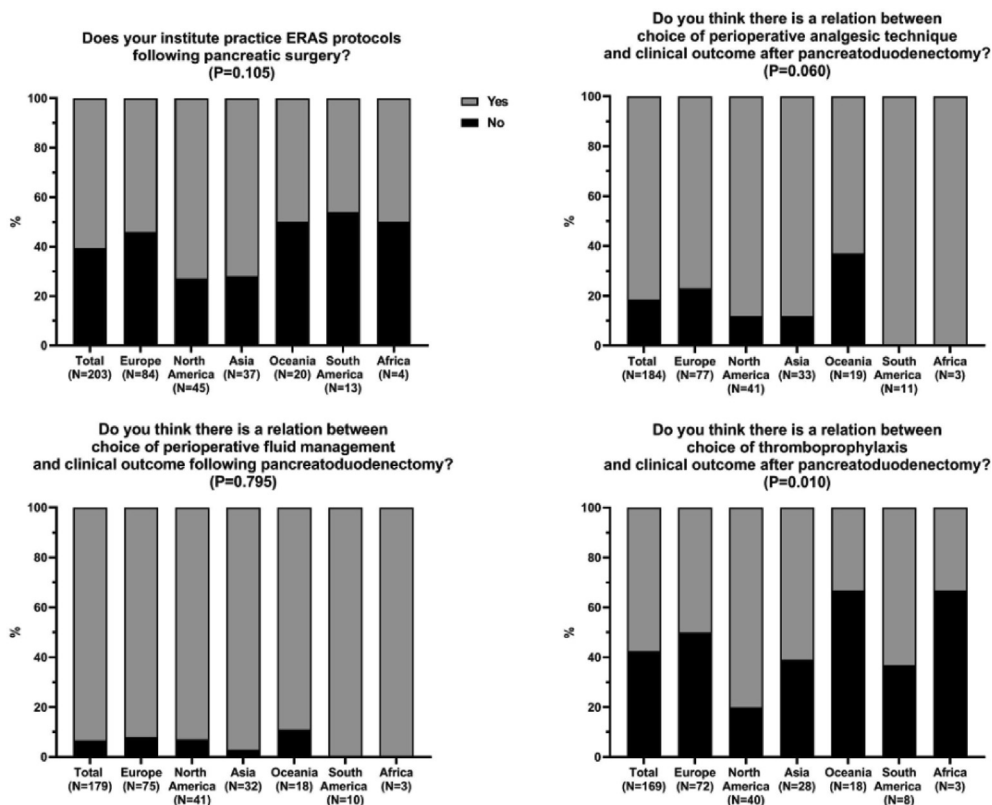 Does your institute practice ERAS protocols
following pancreatic surgery?
(P=0.105)
100
80
60
40
20
0
%
Yes
No
Total Europe North Asia Oceania South Africa
(N=203) (N=84) America (N=37) (N=20) America (N=4)
(N=45) (N=13)
Do you think there is a relation between
choice of perioperative analgesic technique
and clinical outcome after pancreatoduodenectomy?
(P=0.060)
100
80
60
40
20
0
%
Total Europe North Asia Oceania South Africa
(N=184) (N=77) America (N=33) (N=19) America (N=3)
(N=41) (N=11)
Do you think there is a relation between
choice of perioperative fluid management
and clinical outcome following pancreatoduodenectomy?
(P=0.795)
100
80
60
40
20
0
%
Total Europe North Asia Oceania South Africa
(N=179) (N=75) America (N=32) (N=18) America (N=3)
(N=41) (N=10)
Do you think there is a relation between
choice of thromboprophylaxis
and clinical outcome after pancreatoduodenectomy?
(P=0.010)
100
80
60
40
20
0
%
Total Europe North Asia Oceania South Africa
(N=169) (N=72) America (N=28) (N=18) America (N=3)
(N=40) (N=8)